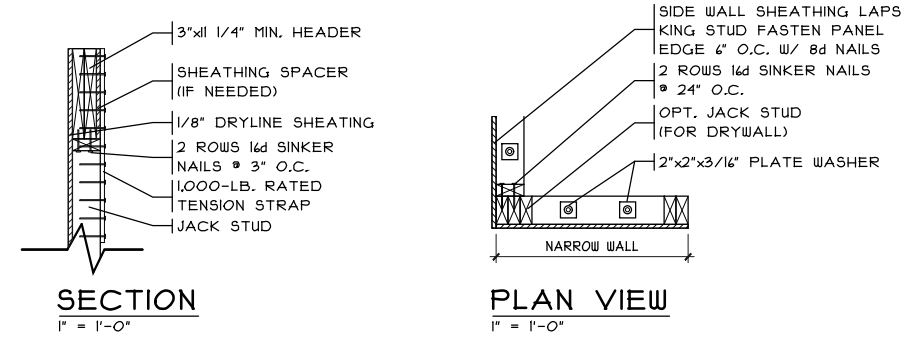 3"x11 1/4" MIN. HEADER
SHEATHING SPACER
(IF NEEDED)
1/8" DRYLINE SHEATING
2 ROWS 16d SINKER
NAILS @ 3" O.C.
1,000-LB. RATED
TENSION STRAP
JACK STUD
SECTION
1" = 1'-0"
SIDE WALL SHEATHING LAPS
KING STUD FASTEN PANEL
EDGE 6" O.C. W/ 8d NAILS
2 ROWS 16d SINKER NAILS
@ 24" O.C.
OPT. JACK STUD
(FOR DRYWALL)
2"x2"x3/16" PLATE WASHER
NARROW WALL
PLAN VIEW
1" = 1'-0"